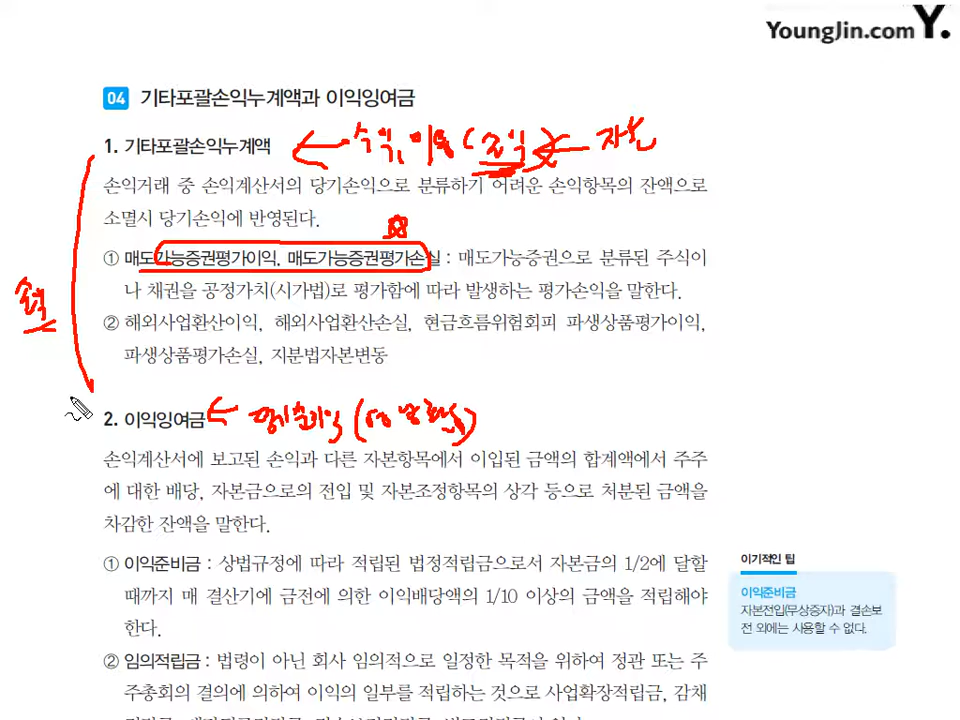 YoungJin.com Y.
04 기타포괄손익누계액과 이익잉여금
1. 기타포괄손익누계액
손익거래 중 손익계산서의 당기손익으로 분류하기 어려운 손익항목의 잔액으로
소멸시 당기손익에 반영된다.
① 매도가능증권평가이익, 매도가능증권평가손실 : 매도가능증권으로 분류된 주식이
나 채권을 공정가치(시가법)로 평가함에 따라 발생하는 평가손익을 말한다.
② 해외사업환산이익, 해외사업환산손실, 현금흐름위험회피 파생상품평가이익,
파생상품평가손실, 지분법자본변동
2. 이익잉여금
손익계산서에 보고된 손익과 다른 자본항목에서 이입된 금액의 합계액에서 주주
에 대한 배당, 자본금으로의 전입 및 자본조정항목의 상각 등으로 처분된 금액을
차감한 잔액을 말한다.
① 이익준비금 : 상법규정에 따라 적립된 법정적립금으로서 자본금의 1/2에 달할
때까지 매 결산기에 금전에 의한 이익배당액의 1/10 이상의 금액을 적립해야
한다.
② 임의적립금 : 법령이 아닌 회사 임의적으로 일정한 목적을 위하여 정관 또는 주
주총회의 결의에 의하여 이익의 일부를 적립하는 것으로 사업확장적립금, 감채
이기적인 팁
이익준비금
자본전입(무상증자)과 결손보
전 외에는 사용할 수 없다.